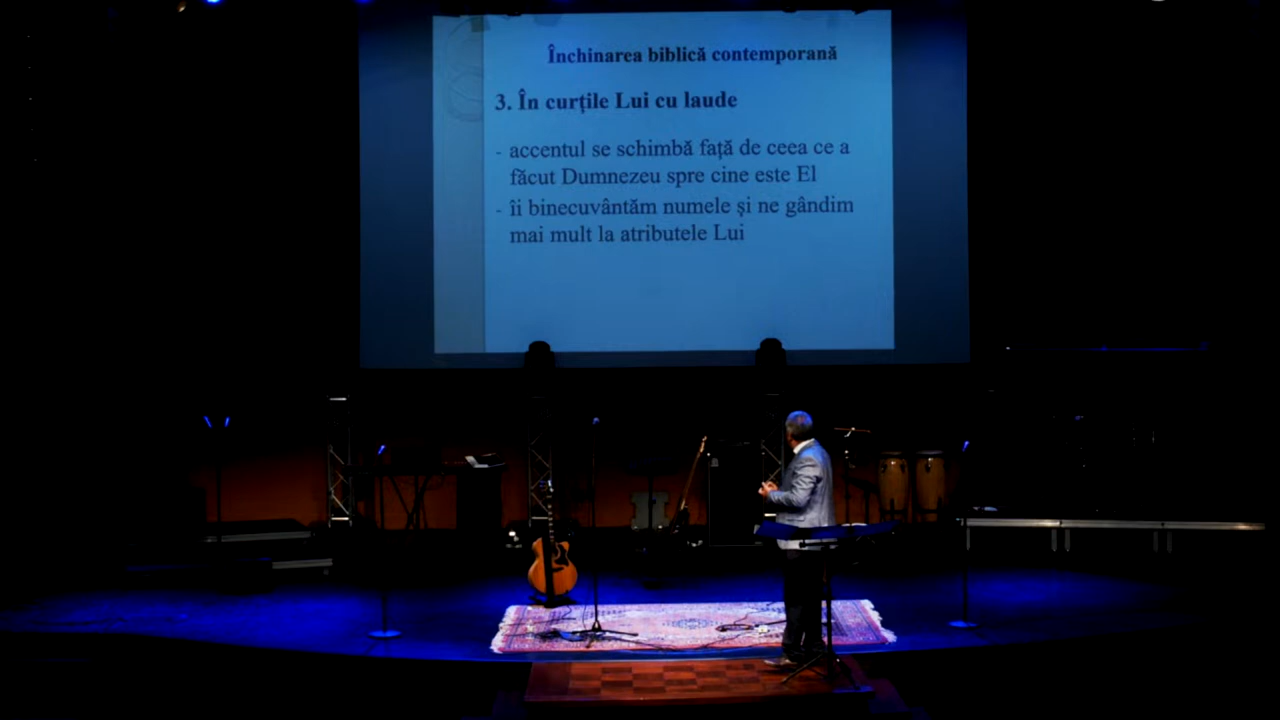 Închinarea biblică contemporană
3. În curțile Lui cu laude
- accentul se schimbă față de ceea ce a
făcut Dumnezeu spre cine este El
- îi binecuvântăm numele și ne gândim
mai mult la atributele Lui